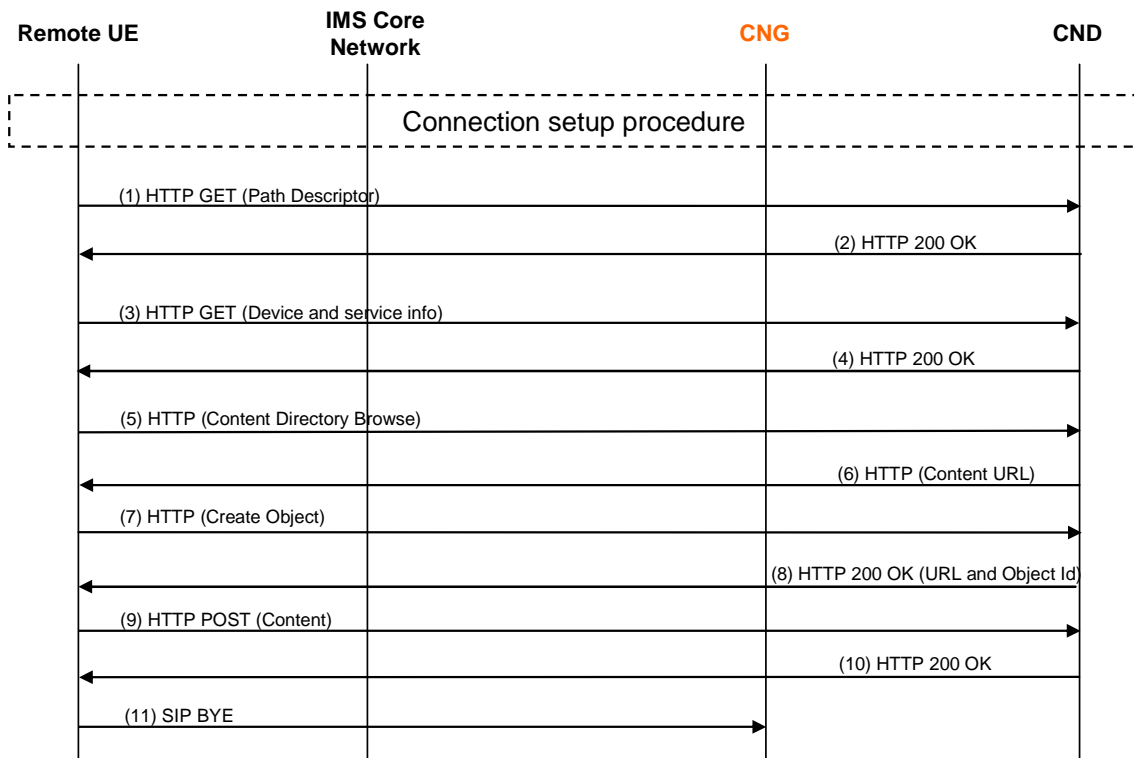 Remote UE
IMS Core
Network
CNG
CND
Connection setup procedure
(1) HTTP GET (Path Descriptor)
(2) HTTP 200 OK
(3) HTTP GET (Device and service info)
(4) HTTP 200 OK
(5) HTTP (Content Directory Browse)
(6) HTTP (Content URL)
(7) HTTP (Create Object)
(8) HTTP 200 OK (URL and Object Id)
(9) HTTP POST (Content)
(10) HTTP 200 OK
(11) SIP BYE